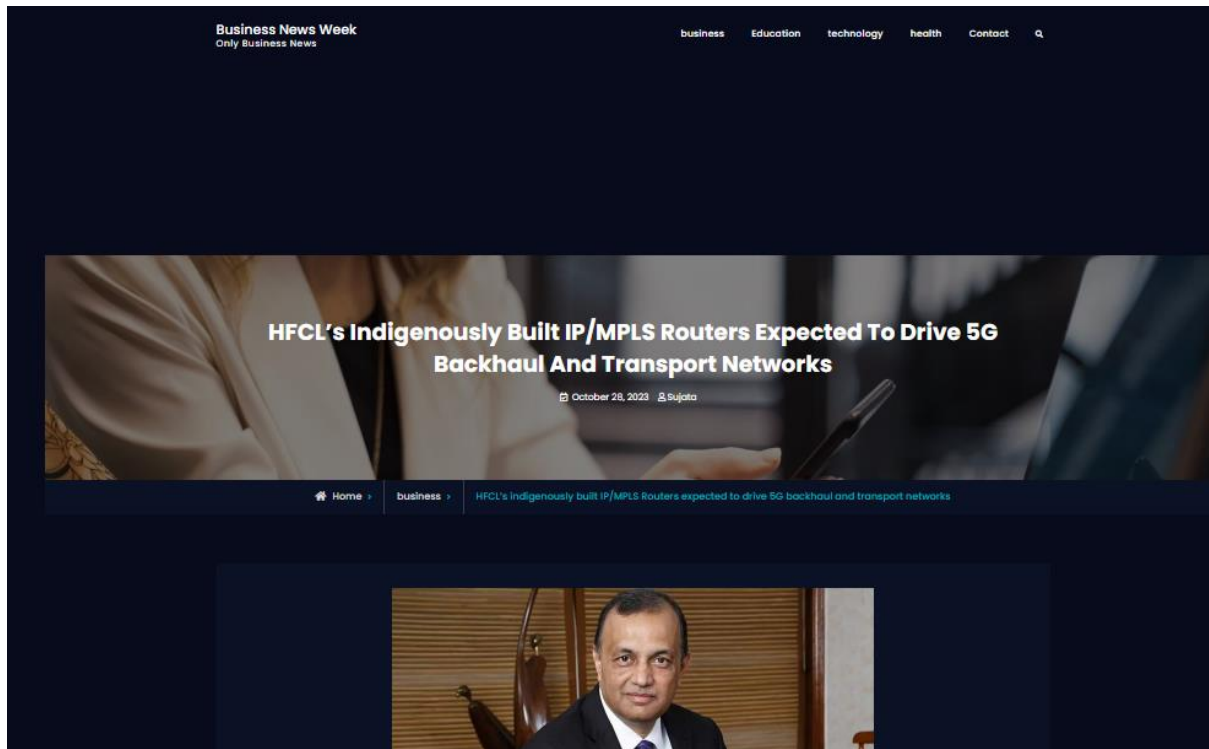 Business News Week
Only Business News
business Education technology health Contact
HFCL's Indigenously Built IP/MPLS Routers Expected To Drive 5G
Backhaul And Transport Networks
October 28, 2023 Sujata
Home > business > HFCL's indigenously built IP/MPLS Routers expected to drive 5G backhaul and transport networks